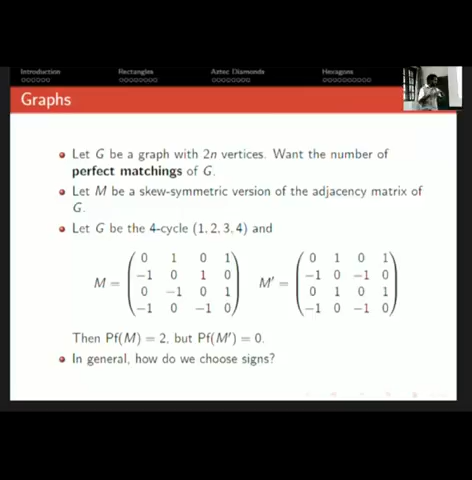 Introduction Rectangles Aztec Diamonds Hexagons
Graphs
Let G be a graph with 2n vertices. Want the number of
perfect matchings of G.
Let M be a skew-symmetric version of the adjacency matrix of
G.
Let G be the 4-cycle (1, 2, 3, 4) and
0 1 0 1 0 1 0 1
−1 0 1 0 −1 0 −1 0
M = M′ =
0 −1 0 1 0 1 0 1
−1 0 −1 0 −1 0 −1 0
Then Pf(M) = 2, but Pf(M′) = 0.
In general, how do we choose signs?